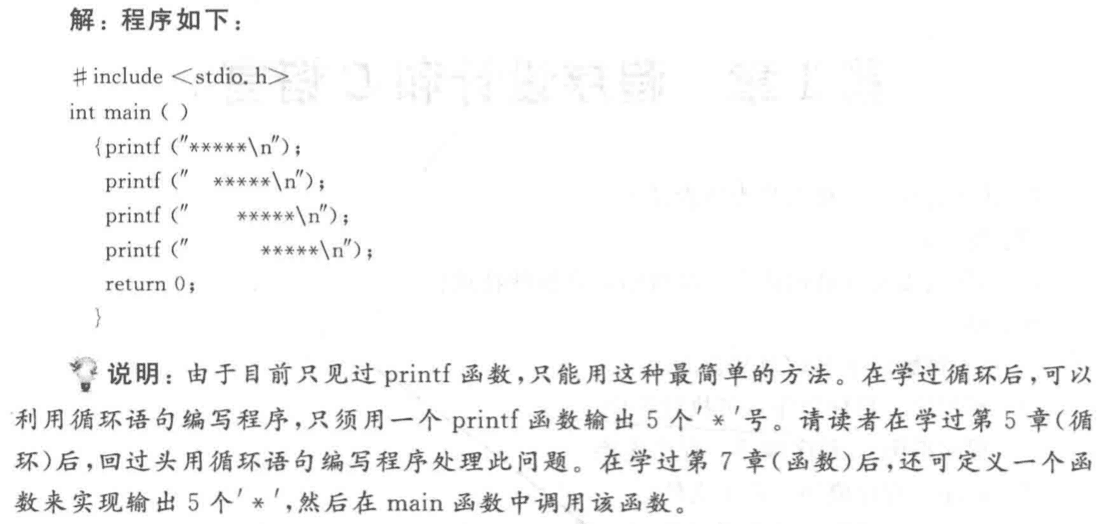 解：程序如下：
#include <stdio.h>
int main ( )
{printf ("*****\n");
printf ("  *****\n");
printf ("    *****\n");
printf ("      *****\n");
return 0;
}
说明：由于目前只见过 printf 函数,只能用这种最简单的方法。在学过循环后,可以
利用循环语句编写程序,只须用一个 printf 函数输出 5 个'*'号。请读者在学过第 5 章(循
环)后,回过头用循环语句编写程序处理此问题。在学过第 7 章(函数)后,还可定义一个函
数来实现输出 5 个'*',然后在 main 函数中调用该函数。